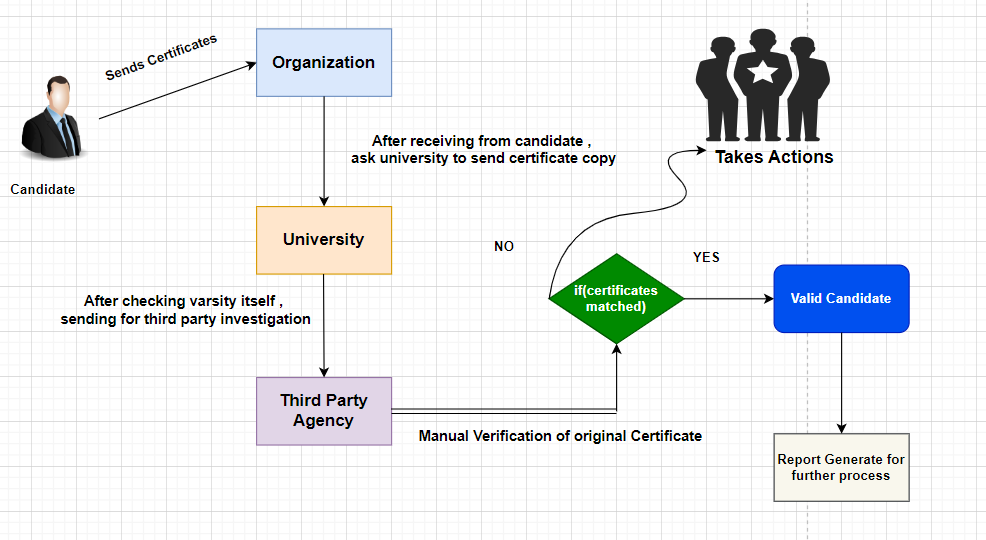 Sends Certificates
Organization
Candidate
After receiving from candidate ,
ask university to send certificate copy
Takes Actions
University
NO
YES
After checking varsity itself ,
sending for third party investigation
if(certificates
matched)
Valid Candidate
Third Party
Agency
Manual Verification of original Certificate
Report Generate for
further process